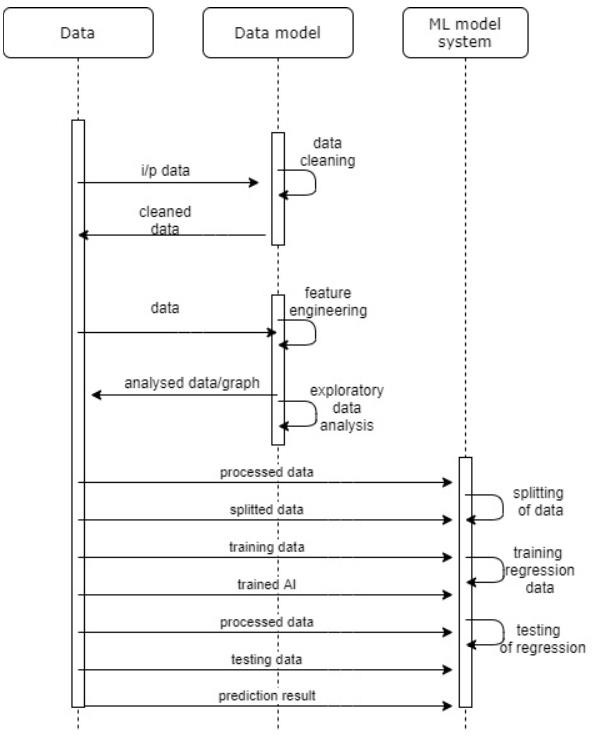 Data
Data model
ML model
system
data
cleaning
i/p data
cleaned
data
feature
engineering
data
analysed data/graph
exploratory
data
analysis
processed data
splitting
of data
splitted data
training data
training
regression
data
trained AI
processed data
testing
of regression
testing data
prediction result